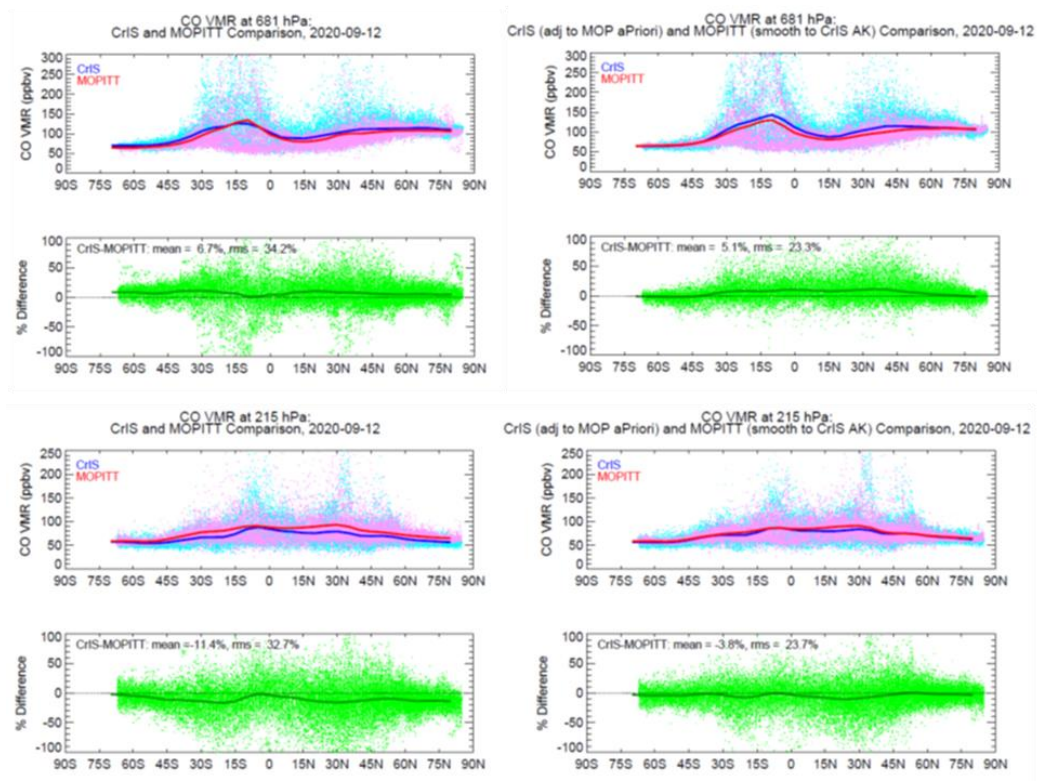 CO VMR at 681 hPa:
CrIS and MOPITT Comparison, 2020-09-12
CrIS
MOPITT
CO VMR (ppbv)
300
250
200
150
100
50
0
90S 75S 60S 45S 30S 15S 0 15N 30N 45N 60N 75N 90N
CrIS-MOPITT: mean = 6.7%, rms = 34.2%
% Difference
100
50
0
-50
-100
90S 75S 60S 45S 30S 15S 0 15N 30N 45N 60N 75N 90N
CO VMR at 681 hPa:
CrIS (adj to MOP aPriori) and MOPITT (smooth to CrIS AK) Comparison, 2020-09-12
CrIS
MOPITT
CO VMR (ppbv)
300
250
200
150
100
50
0
90S 75S 60S 45S 30S 15S 0 15N 30N 45N 60N 75N 90N
CrIS-MOPITT: mean = 5.1%, rms = 23.3%
% Difference
100
50
0
-50
-100
90S 75S 60S 45S 30S 15S 0 15N 30N 45N 60N 75N 90N
CO VMR at 215 hPa:
CrIS and MOPITT Comparison, 2020-09-12
CrIS
MOPITT
CO VMR (ppbv)
250
200
150
100
50
0
90S 75S 60S 45S 30S 15S 0 15N 30N 45N 60N 75N 90N
CrIS-MOPITT: mean =-11.4%, rms = 32.7%
% Difference
100
50
0
-50
-100
90S 75S 60S 45S 30S 15S 0 15N 30N 45N 60N 75N 90N
CO VMR at 215 hPa:
CrIS (adj to MOP aPriori) and MOPITT (smooth to CrIS AK) Comparison, 2020-09-12
CrIS
MOPITT
CO VMR (ppbv)
250
200
150
100
50
0
90S 75S 60S 45S 30S 15S 0 15N 30N 45N 60N 75N 90N
CrIS-MOPITT: mean = -3.8%, rms = 23.7%
% Difference
100
50
0
-50
-100
90S 75S 60S 45S 30S 15S 0 15N 30N 45N 60N 75N 90N